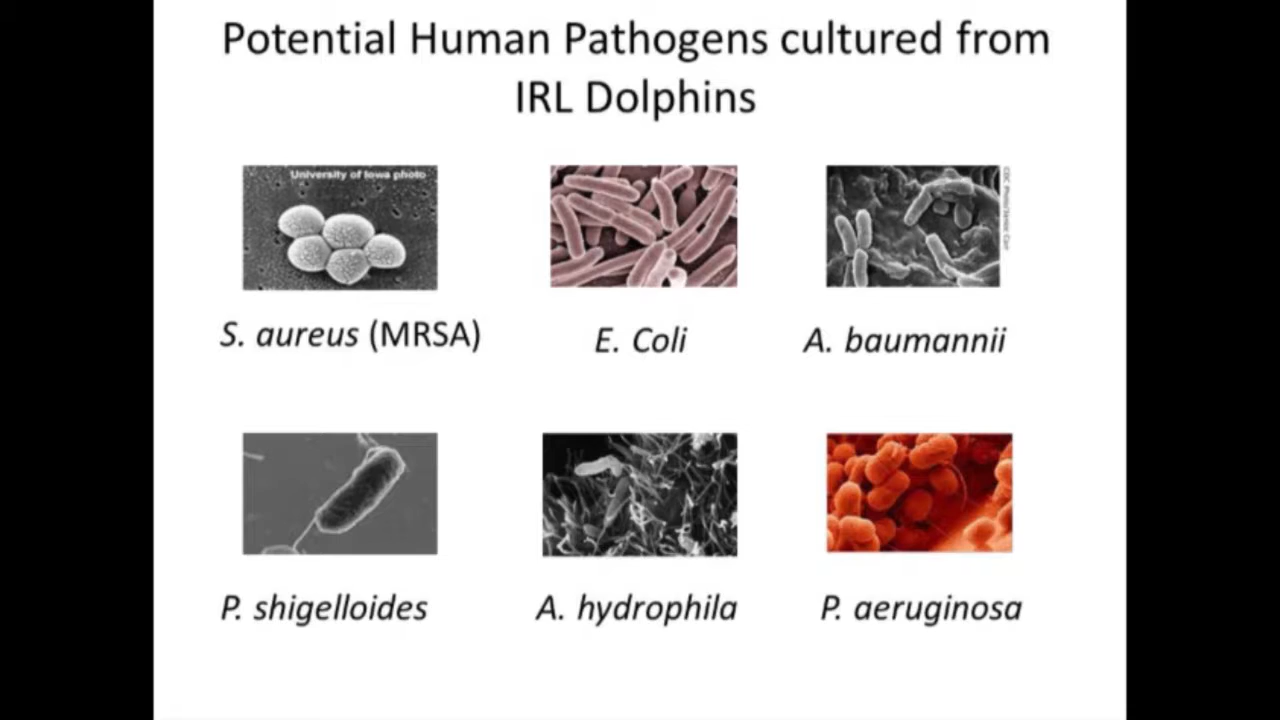 Potential Human Pathogens cultured from
IRL Dolphins
University of Iowa photo
S. aureus (MRSA)
E. Coli
A. baumannii
P. shigelloides
A. hydrophila
P. aeruginosa